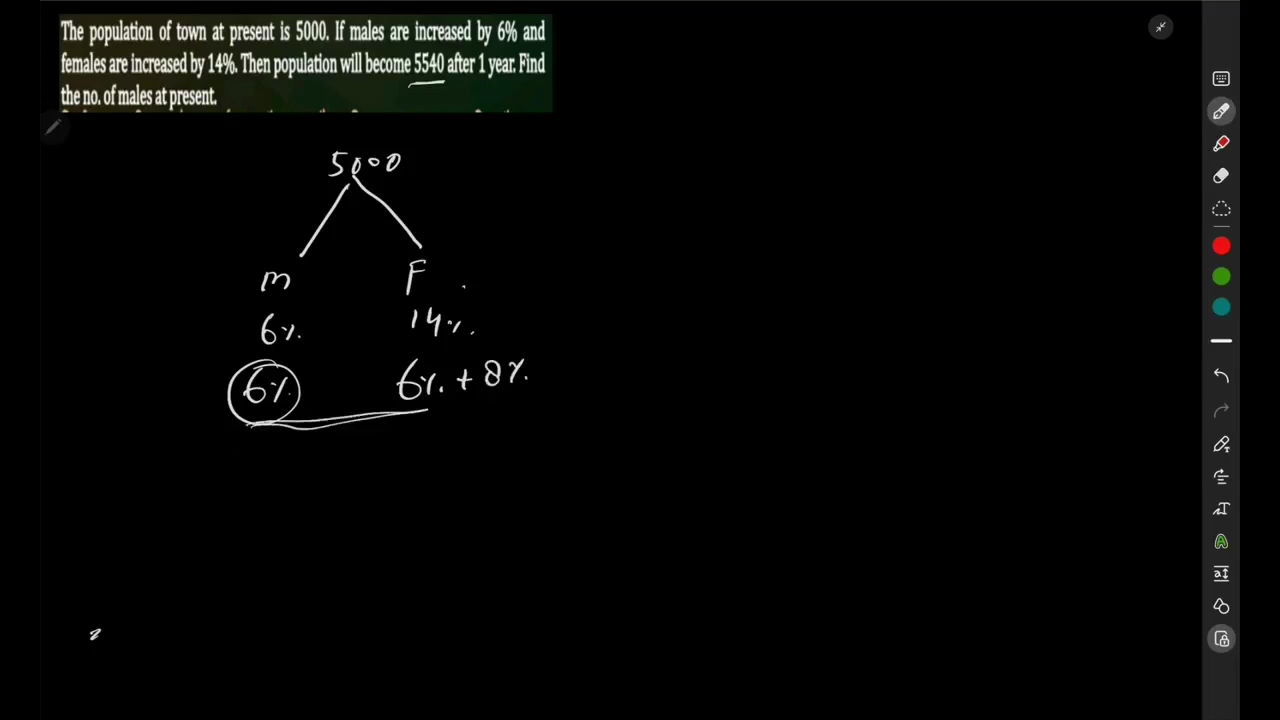 The population of town at present is 5000. If males are increased by 6% and
females are increased by 14%. Then population will become 5540 after 1 year. Find
the no. of males at present.
5000
m F
6% 14%
6% 6% + 8%